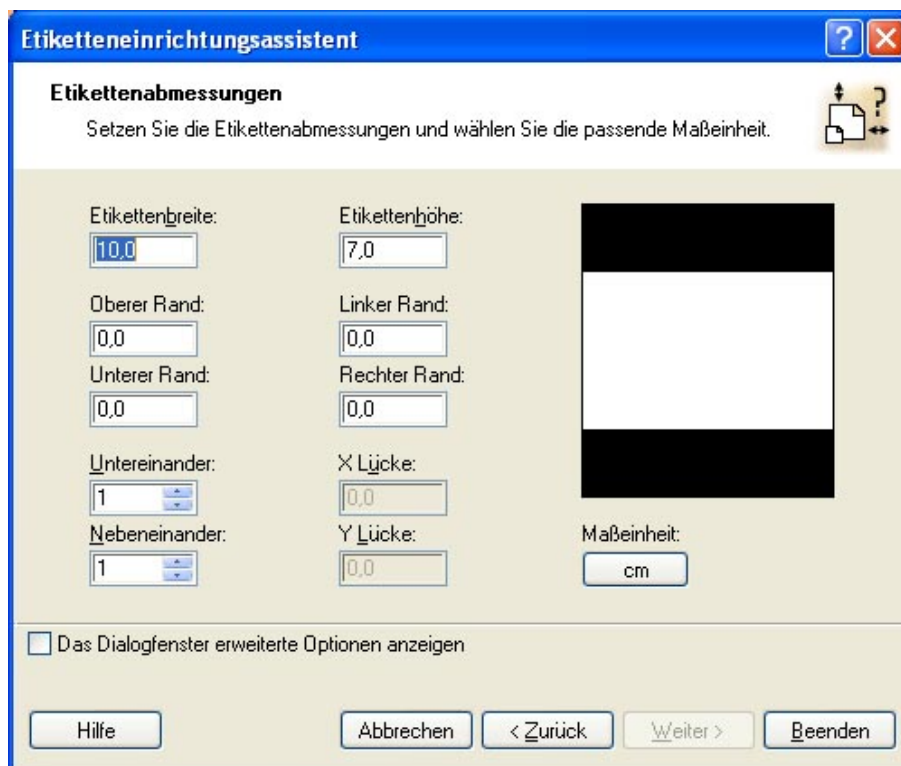 Etiketteneinrichtungsassistent
?
Etikettenabmessungen
Setzen Sie die Etikettenabmessungen und wählen Sie die passende Maßeinheit.
?
Etikettenbreite: Etikettenhöhe:
10,0 7,0
Oberer Rand: Linker Rand:
0,0 0,0
Unterer Rand: Rechter Rand:
0,0 0,0
Untereinander: X Lücke:
1 0,0
Nebeneinander: Y Lücke: Maßeinheit:
1 0,0 cm
Das Dialogfenster erweiterte Optionen anzeigen
Hilfe Abbrechen < Zurück Weiter > Beenden